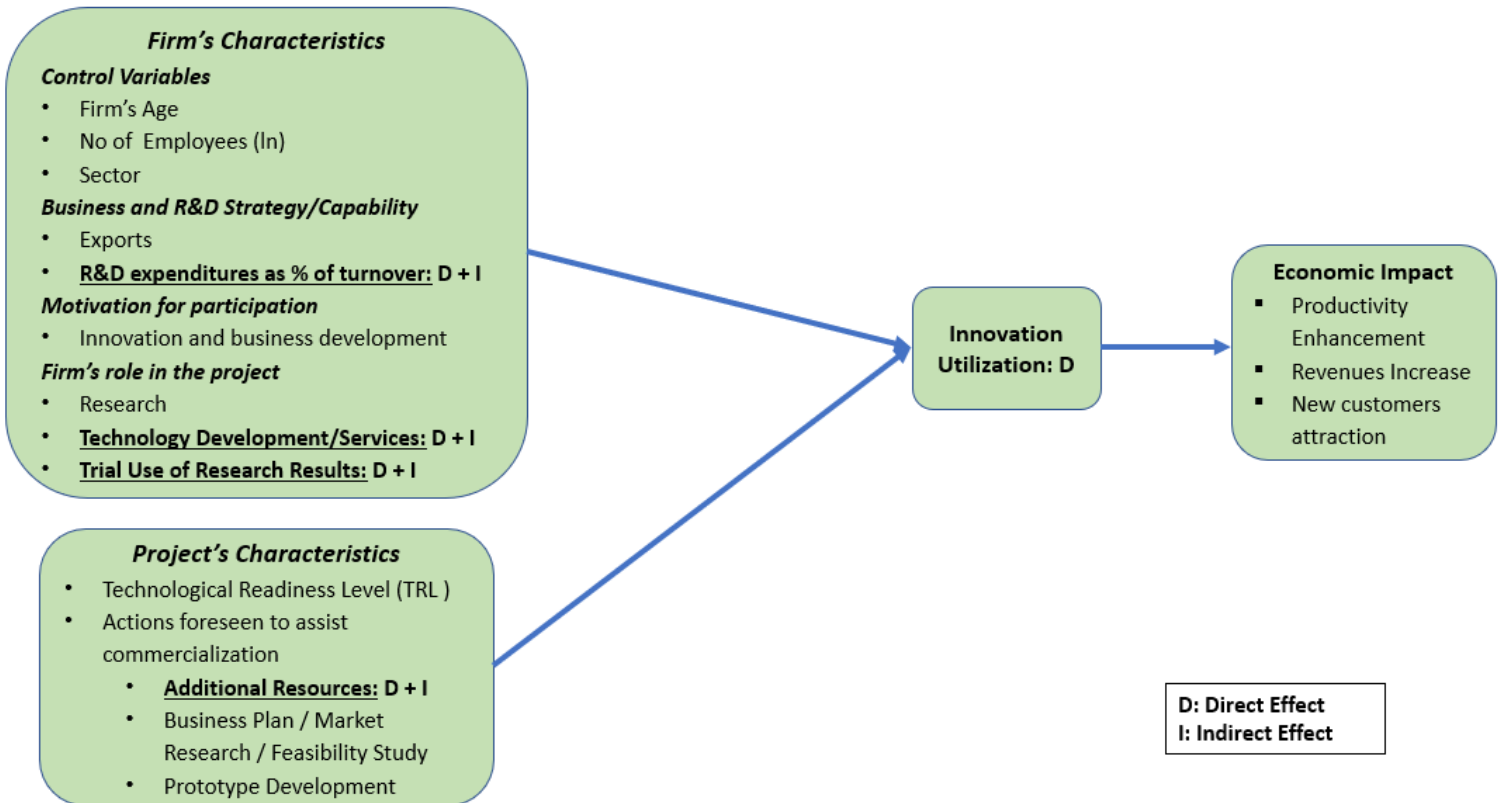 Firm’s Characteristics
Control Variables
• Firm’s Age
• No of Employees (ln)
• Sector
Business and R&D Strategy/Capability
• Exports
• R&D expenditures as % of turnover: D + I
Motivation for participation
• Innovation and business development
Firm’s role in the project
• Research
• Technology Development/Services: D + I
• Trial Use of Research Results: D + I
Project’s Characteristics
• Technological Readiness Level (TRL )
• Actions foreseen to assist
commercialization
• Additional Resources: D + I
• Business Plan / Market
Research / Feasibility Study
• Prototype Development
Innovation
Utilization: D
Economic Impact
▪ Productivity
Enhancement
▪ Revenues Increase
▪ New customers
attraction
D: Direct Effect
I: Indirect Effect